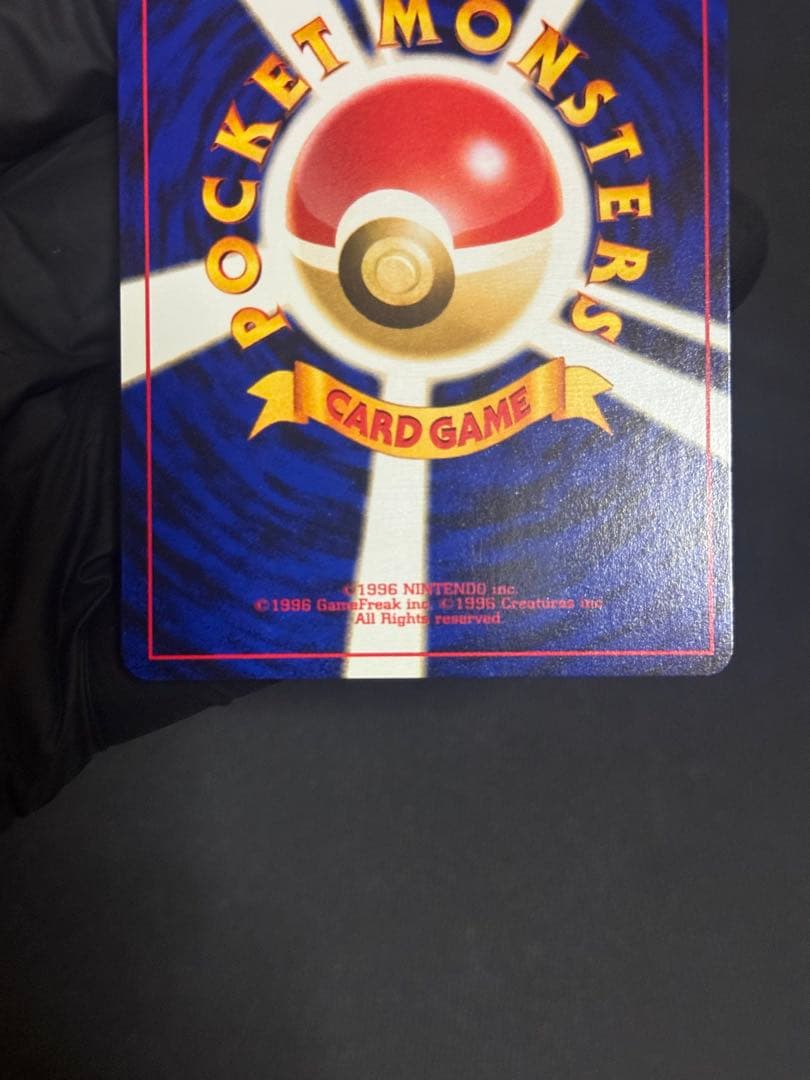 POCKET MONSTERS
CARD GAME
©1996 NINTENDO inc.
©1996 GameFreak inc. ©1996 Creatures inc
All Rights reserved.